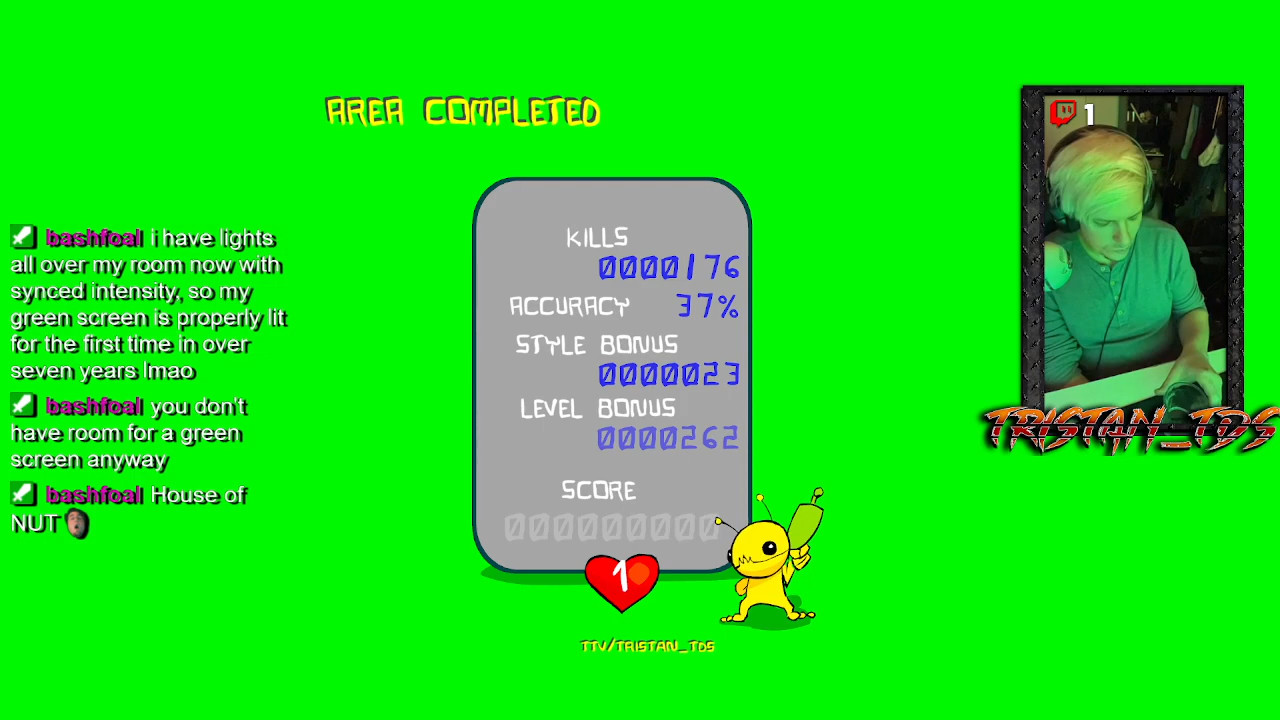 AREA COMPLETED
1
KILLS
0000176
ACCURACY 37%
STYLE BONUS
0000023
LEVEL BONUS
0000262
SCORE
000000000
1
TTV/TRISTAN_TDS
bashfoal i have lights
all over my room now with
synced intensity, so my
green screen is properly lit
for the first time in over
seven years lmao
bashfoal you don't
have room for a green
screen anyway
bashfoal House of
NUT
TRISTAN_TDS